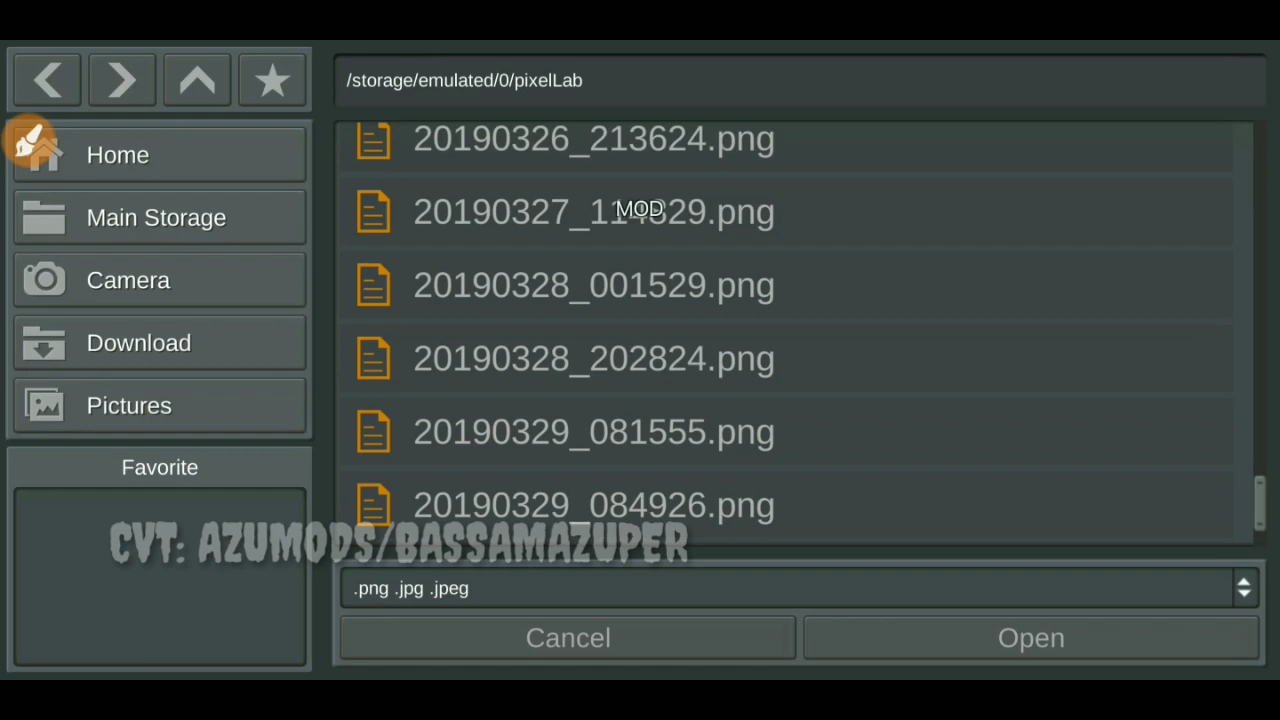 /storage/emulated/0/pixelLab
Home
Main Storage
Camera
Download
Pictures
Favorite
20190326_213624.png
MOD
20190328_001529.png
20190328_202824.png
20190329_081555.png
20190329_084926.png
CVT: AZUMODS/BASSAMAZUPER
.png .jpg .jpeg
Cancel
Open